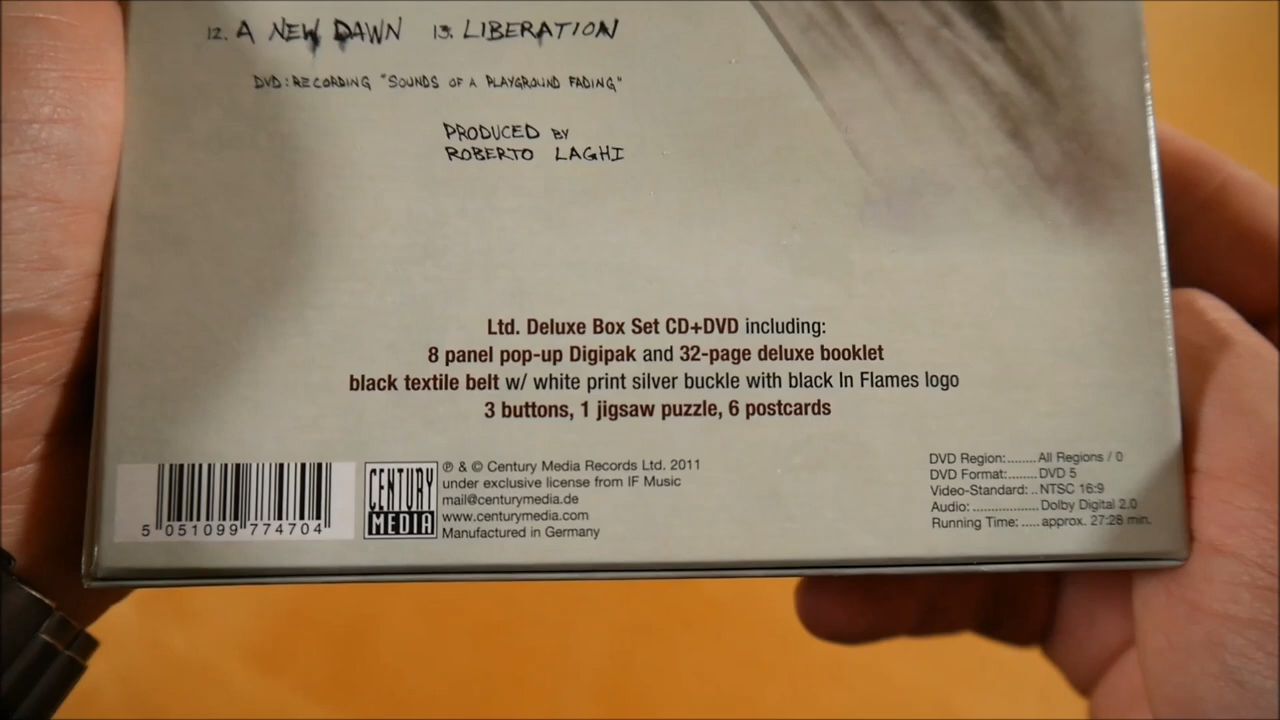 12. A NEW DAWN 13. LIBERATION
DVD: RECORDING "SOUNDS OF A PLAYGROUND FADING"
PRODUCED BY
ROBERTO LAGHI
Ltd. Deluxe Box Set CD+DVD including:
8 panel pop-up Digipak and 32-page deluxe booklet
black textile belt w/ white print silver buckle with black In Flames logo
3 buttons, 1 jigsaw puzzle, 6 postcards
5 051099 774704
CENTURY
MEDIA
℗ & © Century Media Records Ltd. 2011
under exclusive license from IF Music
mail@centurymedia.de
www.centurymedia.com
Manufactured in Germany
DVD Region:........All Regions / 0
DVD Format:........DVD 5
Video-Standard: ..NTSC 16:9
Audio: ...................Dolby Digital 2.0
Running Time: .....approx. 27:28 min.